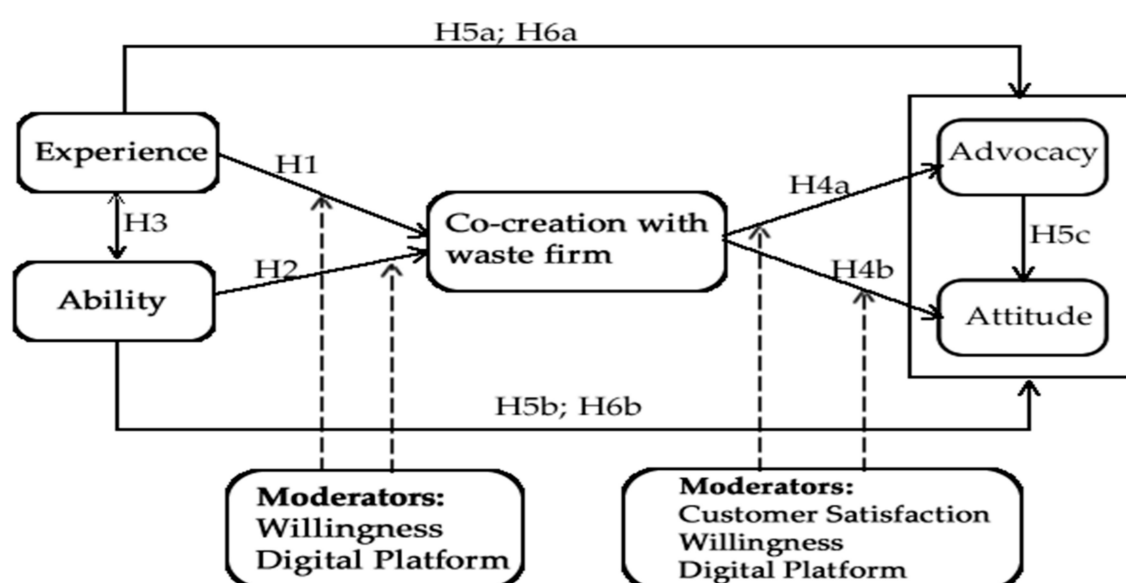 H5a; H6a
Experience
H1
Advocacy
H4a
H3
Co-creation with
waste firm
H5c
H2
H4b
Ability
Attitude
H5b; H6b
Moderators:
Willingness
Digital Platform
Moderators:
Customer Satisfaction
Willingness
Digital Platform